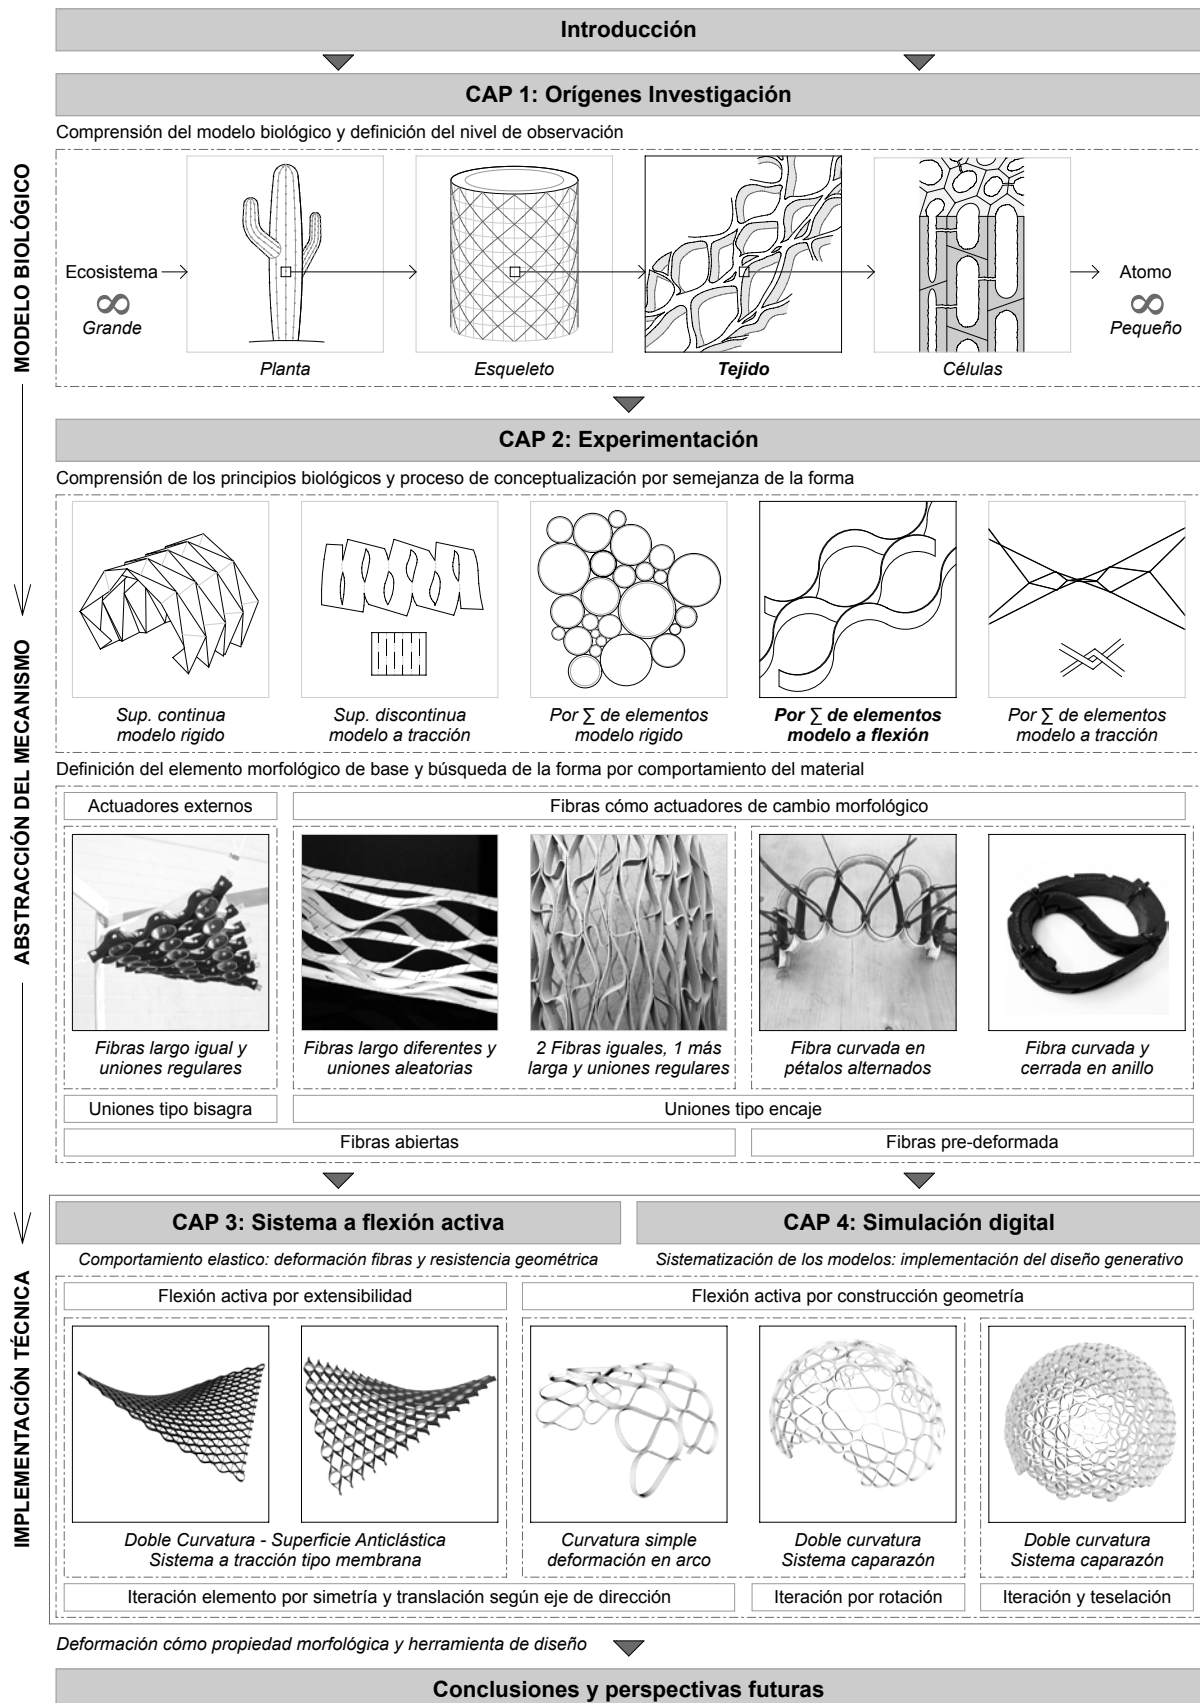 Introducción
CAP 1: Orígenes Investigación
Comprensión del modelo biológico y definición del nivel de observación
MODELO BIOLÓGICO
Ecosistema
∞
Grande
Planta
Esqueleto
Tejido
Células
Atomo
∞
Pequeño
CAP 2: Experimentación
Comprensión de los principios biológicos y proceso de conceptualización por semejanza de la forma
ABSTRACCIÓN DEL MECANISMO
Sup. continua
modelo rigido
Sup. discontinua
modelo a tracción
Por ∑ de elementos
modelo rigido
Por ∑ de elementos
modelo a flexión
Por ∑ de elementos
modelo a tracción
Definición del elemento morfológico de base y búsqueda de la forma por comportamiento del material
Actuadores externos
Fibras cómo actuadores de cambio morfológico
Fibras largo igual y
uniones regulares
Fibras largo diferentes y
uniones aleatorias
2 Fibras iguales, 1 más
larga y uniones regulares
Fibra curvada en
pétalos alternados
Fibra curvada y
cerrada en anillo
Uniones tipo bisagra
Uniones tipo encaje
Fibras abiertas
Fibras pre-deformada
CAP 3: Sistema a flexión activa
CAP 4: Simulación digital
Comportamiento elastico: deformación fibras y resistencia geométrica
Sistematización de los modelos: implementación del diseño generativo
IMPLEMENTACIÓN TÉCNICA
Flexión activa por extensibilidad
Flexión activa por construcción geometría
Doble Curvatura - Superficie Anticlástica
Sistema a tracción tipo membrana
Curvatura simple
deformación en arco
Doble curvatura
Sistema caparazón
Doble curvatura
Sistema caparazón
Iteración elemento por simetría y translación según eje de dirección
Iteración por rotación
Iteración y teselación
Deformación cómo propiedad morfológica y herramienta de diseño
Conclusiones y perspectivas futuras